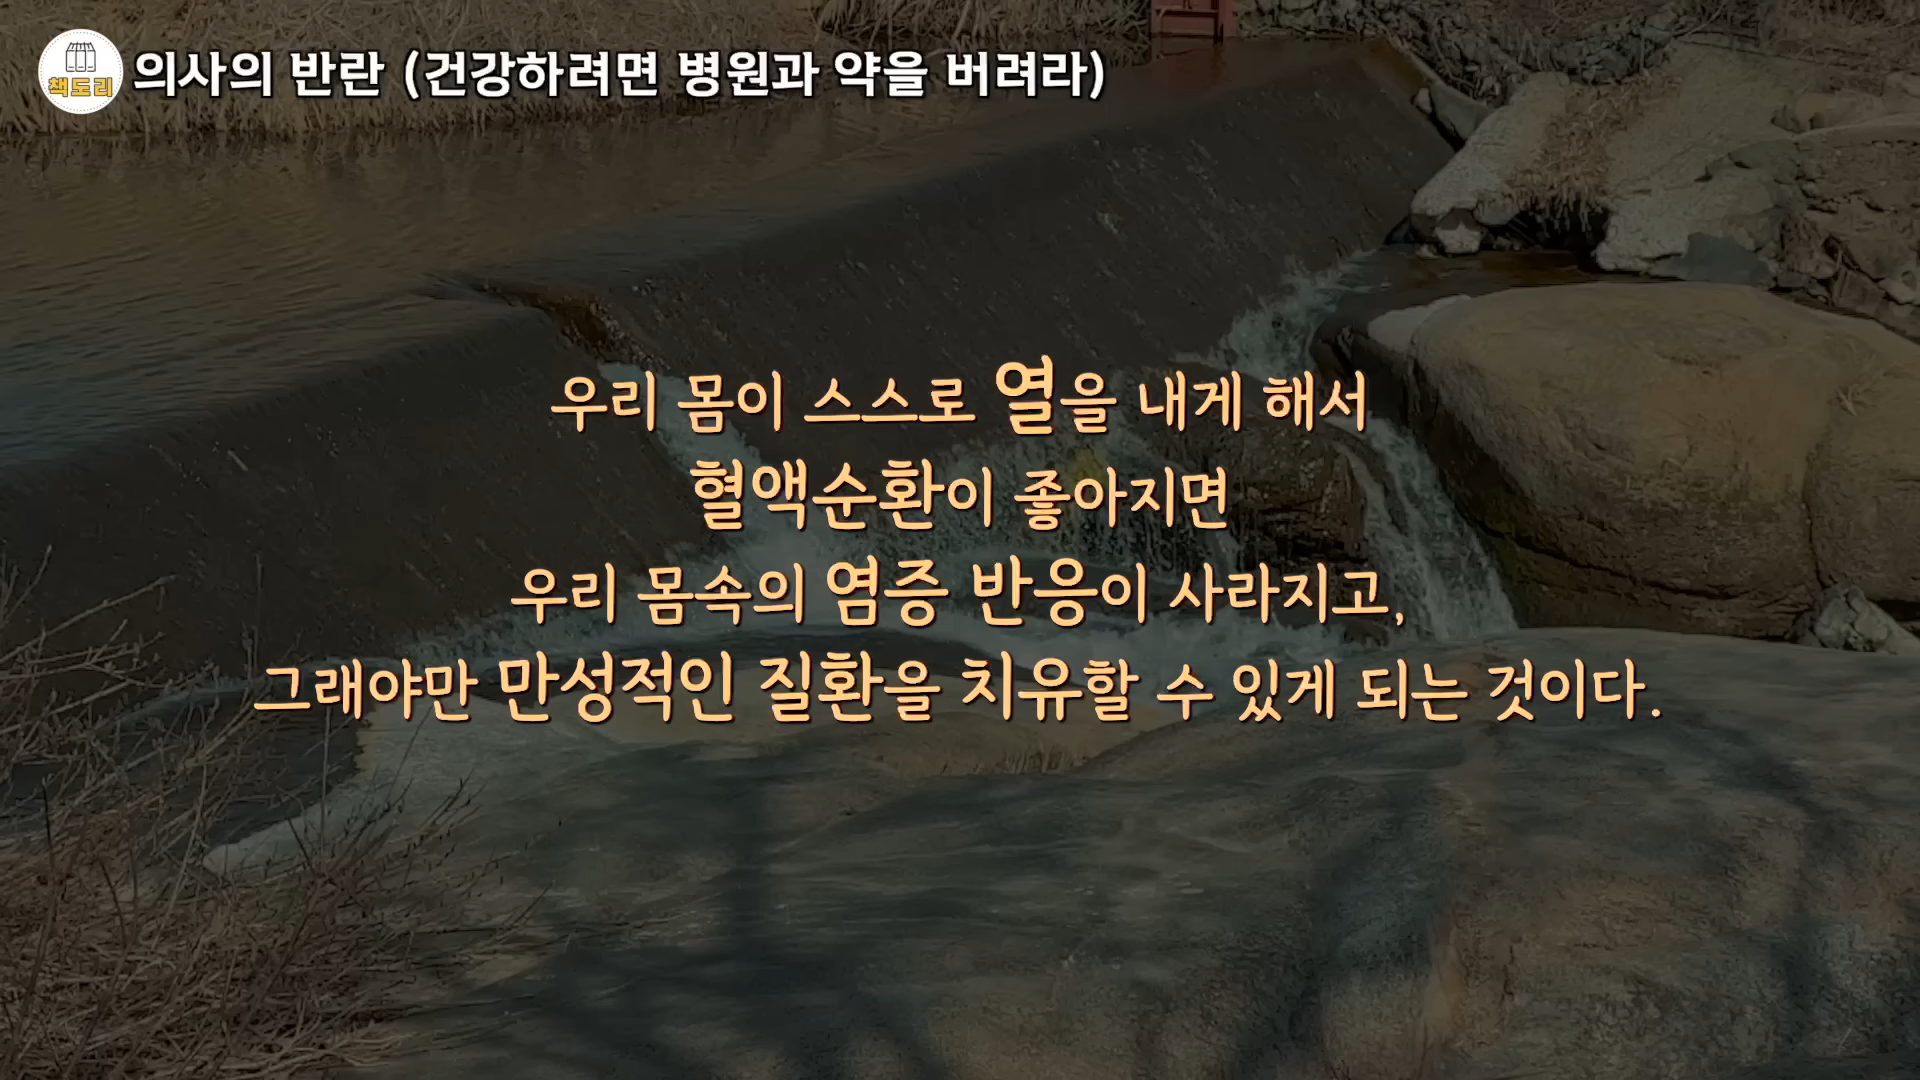 책도리
의사의 반란 (건강하려면 병원과 약을 버려라)
우리 몸이 스스로 열을 내게 해서
혈액순환이 좋아지면
우리 몸속의 염증 반응이 사라지고,
그래야만 만성적인 질환을 치유할 수 있게 되는 것이다.